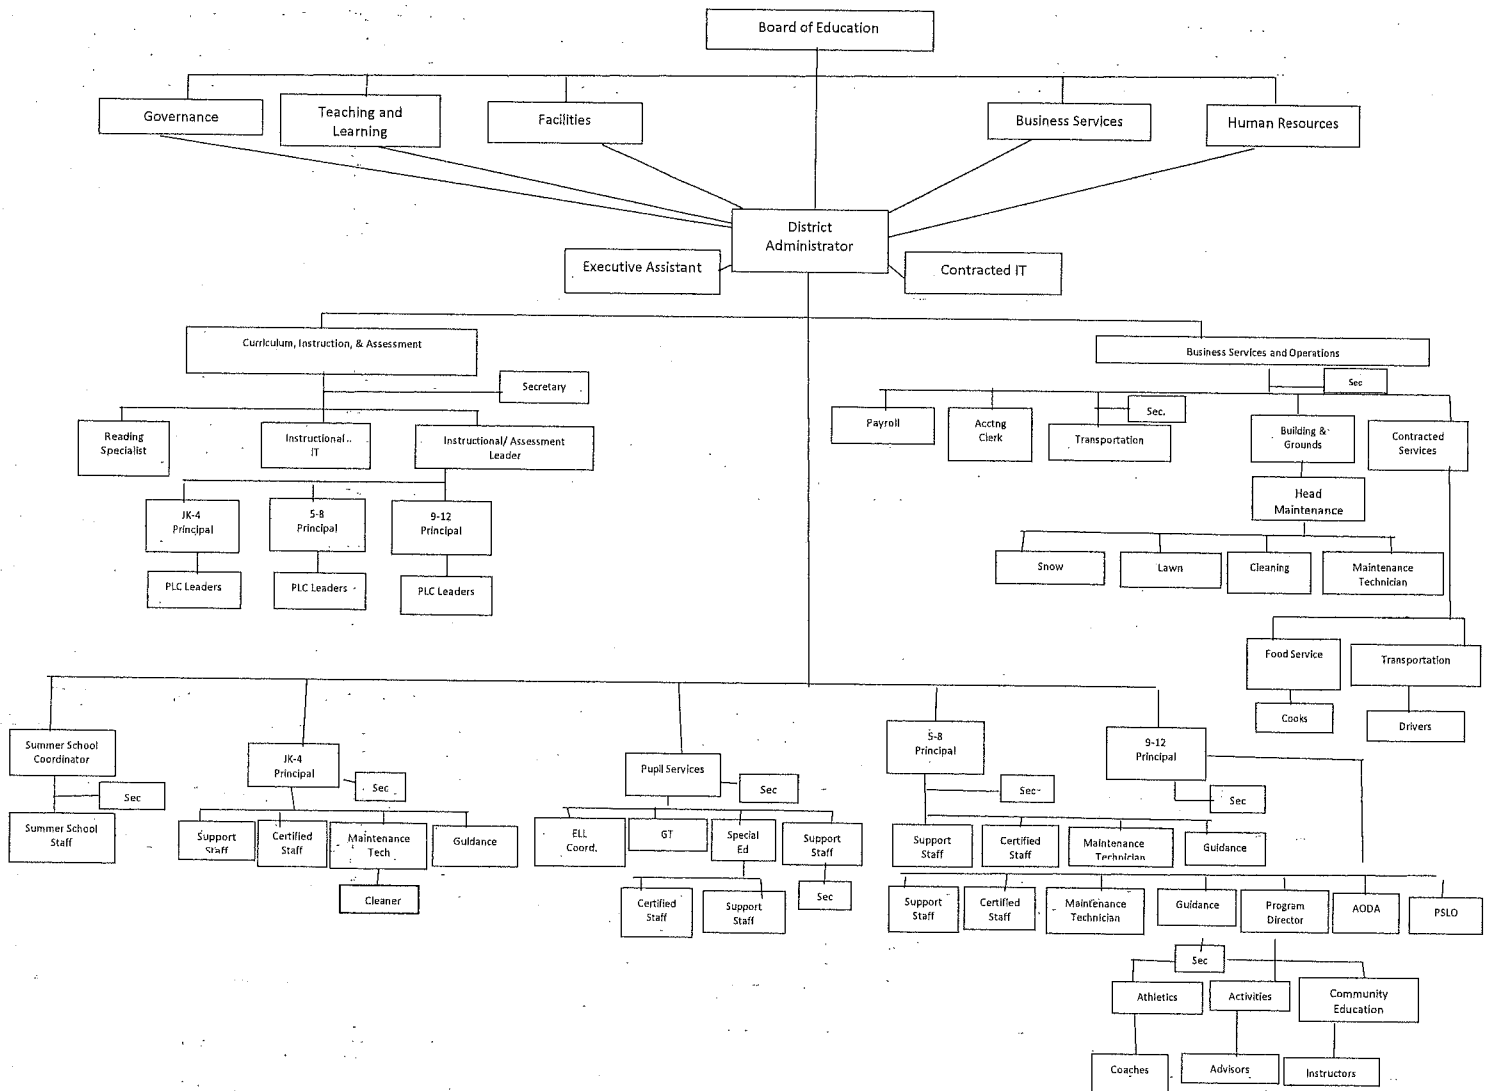 Board of Education
Governance
Teaching and
Learning
Facilities
Business Services
Human Resources
District
Administrator
Executive Assistant
Contracted IT
Curriculum, Instruction, & Assessment
Business Services and Operations
Secretary
Sec
Reading
Specialist
Instructional
IT
Instructional/ Assessment
Leader
Payroll
Acctng
Clerk
Sec.
Transportation
Building &
Grounds
Contracted
Services
JK-4
Principal
5-8
Principal
9-12
Principal
Head
Maintenance
PLC Leaders
PLC Leaders
PLC Leaders
Snow
Lawn
Cleaning
Maintenance
Technician
Food Service
Transportation
Cooks
Drivers
Summer School
Coordinator
Sec
Summer School
Staff
JK-4
Principal
Sec
Support
Staff
Certified
Staff
Maintenance
Tech
Guidance
Cleaner
Pupil Services
Sec
ELL
Coord.
GT
Special
Ed
Support
Staff
Certified
Staff
Support
Staff
Sec
5-8
Principal
Sec
Support
Staff
Certified
Staff
Maintenance
Technician
Guidance
9-12
Principal
Sec
Support
Staff
Certified
Staff
Maintenance
Technician
Guidance
Program
Director
AODA
PSLO
Sec
Athletics
Activities
Community
Education
Coaches
Advisors
Instructors